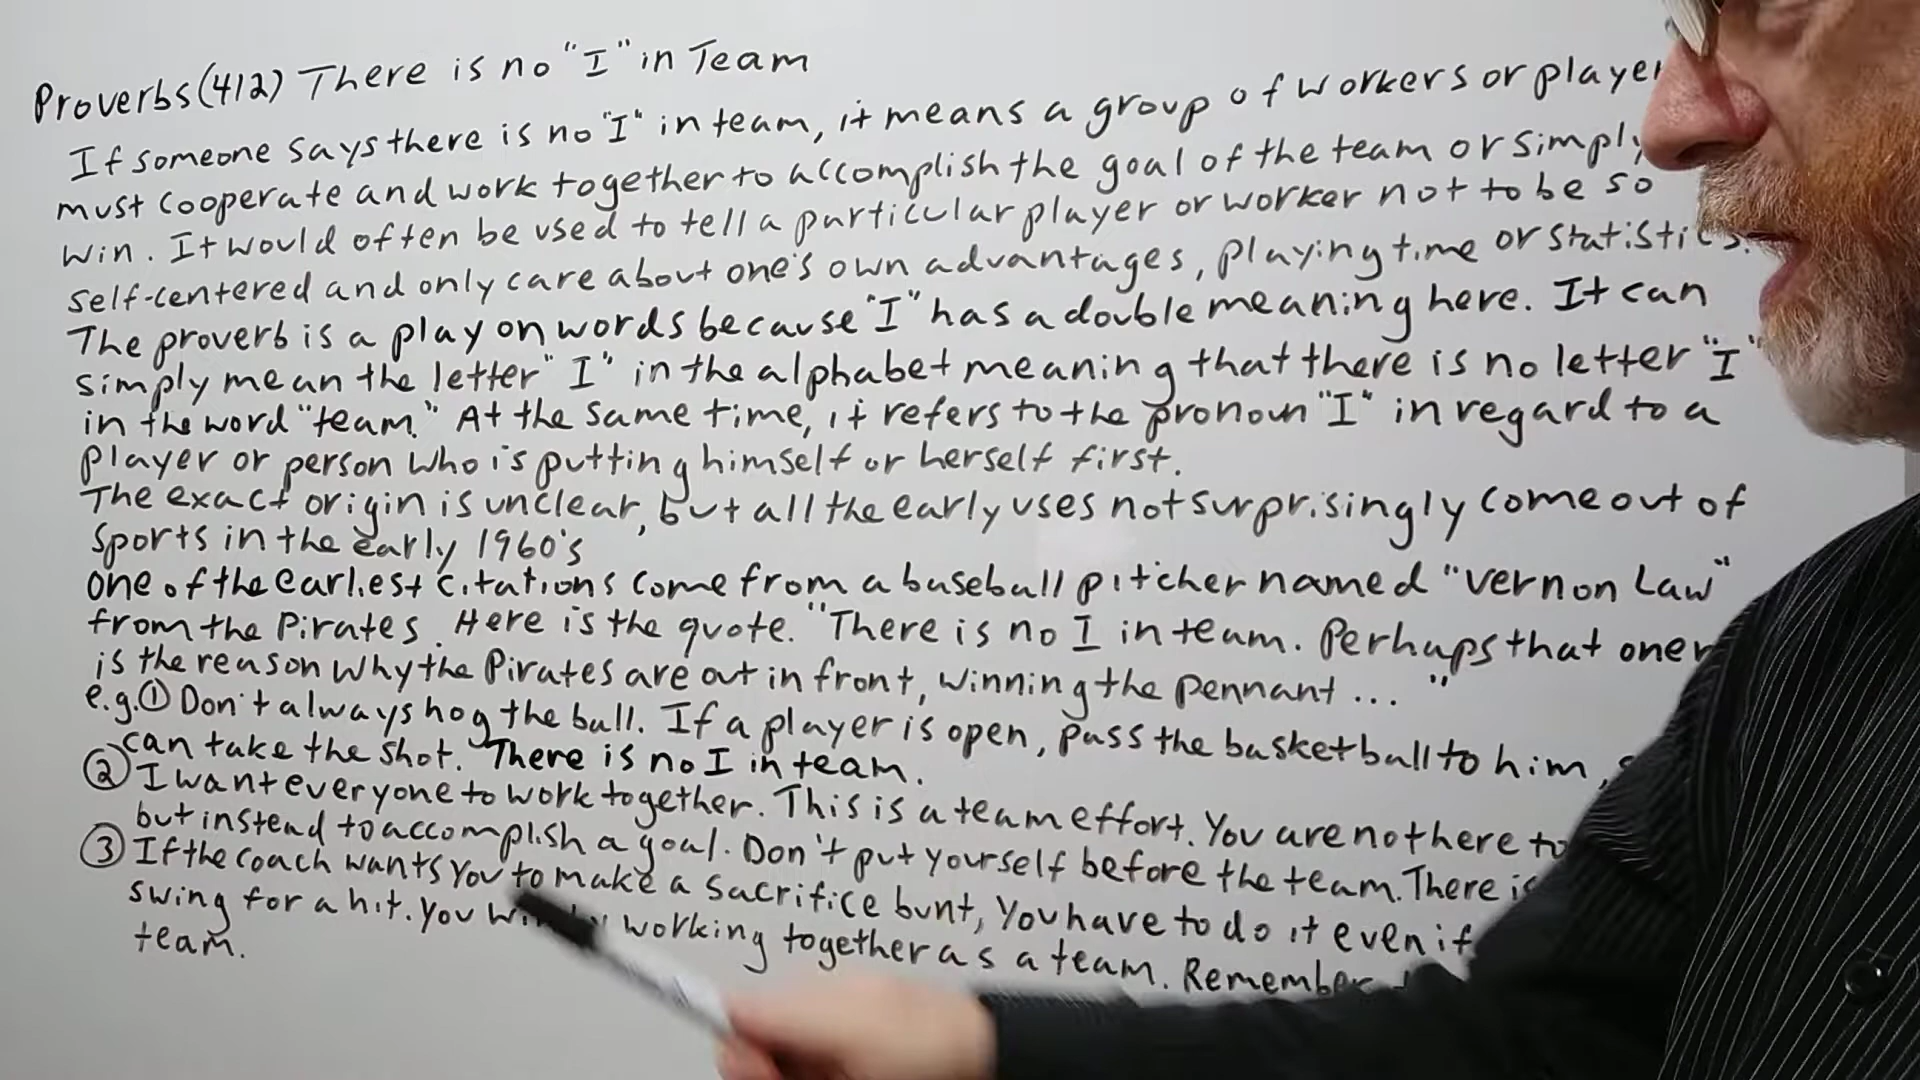 Proverbs (412) There is no "I" in Team
If someone says there is no "I" in team, it means a group of workers or player
must cooperate and work together to accomplish the goal of the team or simply
win. It would often be used to tell a particular player or worker not to be so
self-centered and only care about one's own advantages, playing time or statistics.
The proverb is a play on words because "I" has a double meaning here. It can
simply mean the letter "I" in the alphabet meaning that there is no letter "I"
in the word "team." At the same time, it refers to the pronoun "I" in regard to a
player or person who is putting himself or herself first.
The exact origin is unclear, but all the early uses not surprisingly come out of
sports in the early 1960's
one of the earliest citations come from a baseball pitcher named "Vernon Law"
from the Pirates. Here is the quote. "There is no I in team. Perhaps that one
is the reason why the Pirates are out in front, winning the pennant ... "
e.g. ① Don't always hog the ball. If a player is open, pass the basketball to him,
can take the shot. There is no I in team.
② I want everyone to work together. This is a team effort. You are not here to
but instead to accomplish a goal. Don't put yourself before the team. There is
③ If the coach wants you to make a sacrifice bunt, you have to do it even if
swing for a hit. You win by working together as a team. Remember
team.